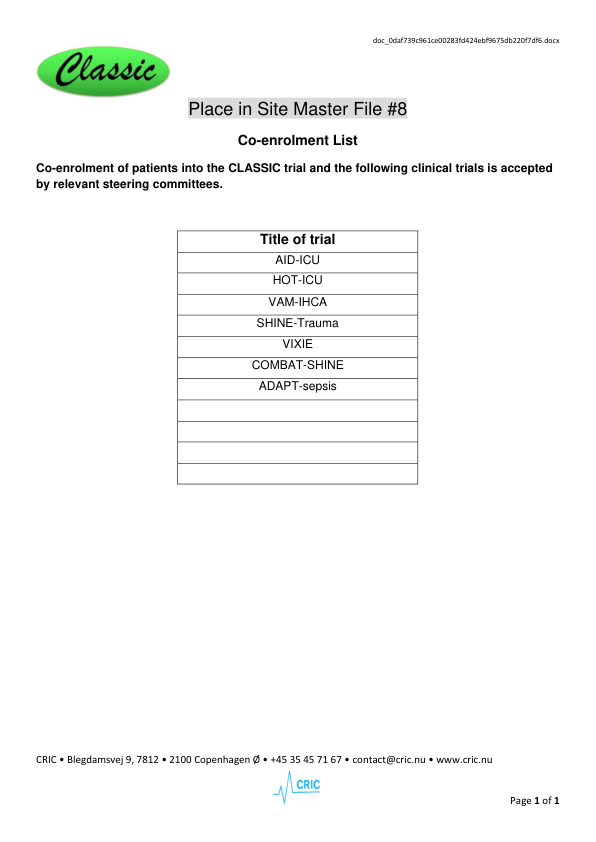 doc_0daf739c961ce00283fd424ebf9675db220f7df6.docx
Classic
Place in Site Master File #8
Co-enrolment List
Co-enrolment of patients into the CLASSIC trial and the following clinical trials is accepted
by relevant steering committees.
Title of trial
AID-ICU
HOT-ICU
VAM-IHCA
SHINE-Trauma
VIXIE
COMBAT-SHINE
ADAPT-sepsis
CRIC • Blegdamsvej 9, 7812 • 2100 Copenhagen Ø • +45 35 45 71 67 • contact@cric.nu • www.cric.nu
CRIC
Page 1 of 1